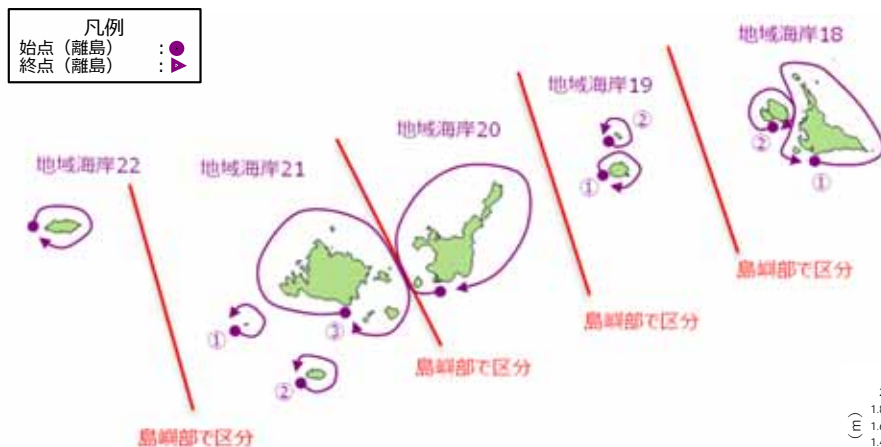 凡例
始点（離島）　：
終点（離島）　：
地域海岸18
地域海岸19
地域海岸20
地域海岸21
地域海岸22
②
①
②
①
③
①
②
島嶼部で区分
島嶼部で区分
島嶼部で区分
島嶼部で区分
(m)